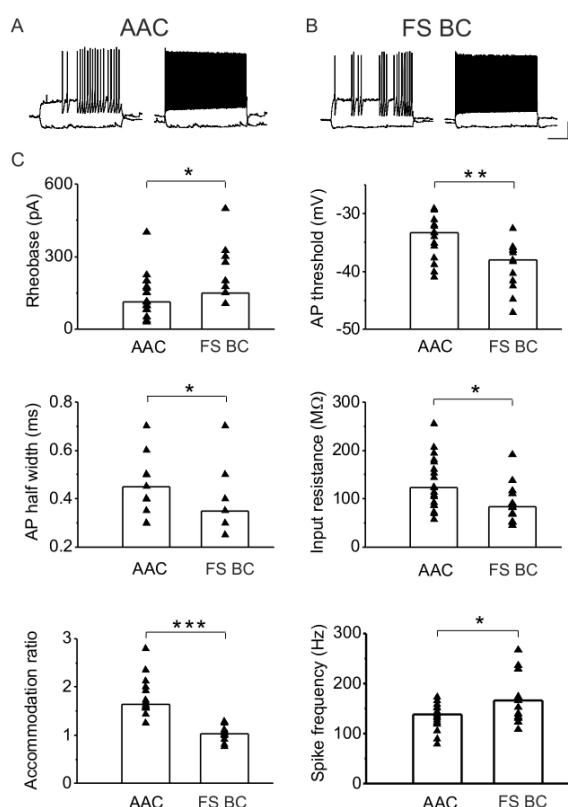 A AAC
B FS BC
C
Rheobase (pA)
600
300
0
*
AAC FS BC
AP threshold (mV)
-30
-40
-50
**
AAC FS BC
AP half width (ms)
0.8
0.6
0.4
0.2
*
AAC FS BC
Input resistance (MΩ)
300
200
100
0
*
AAC FS BC
Accommodation ratio
3
2
1
0
***
AAC FS BC
Spike frequency (Hz)
300
200
100
0
*
AAC FS BC